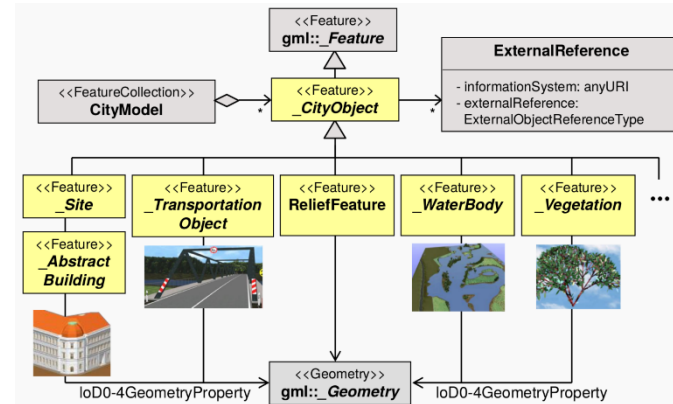 <<Feature>>
gml::_Feature
ExternalReference
- informationSystem: anyURI
- externalReference:
ExternalObjectReferenceType
<<FeatureCollection>>
CityModel
*
<<Feature>>
_CityObject
*
<<Feature>>
_Site
<<Feature>>
_Transportation
Object
<<Feature>>
ReliefFeature
<<Feature>>
_WaterBody
<<Feature>>
_Vegetation
...
<<Feature>>
_Abstract
Building
<<Geometry>>
gml::_Geometry
loD0-4GeometryProperty
loD0-4GeometryProperty